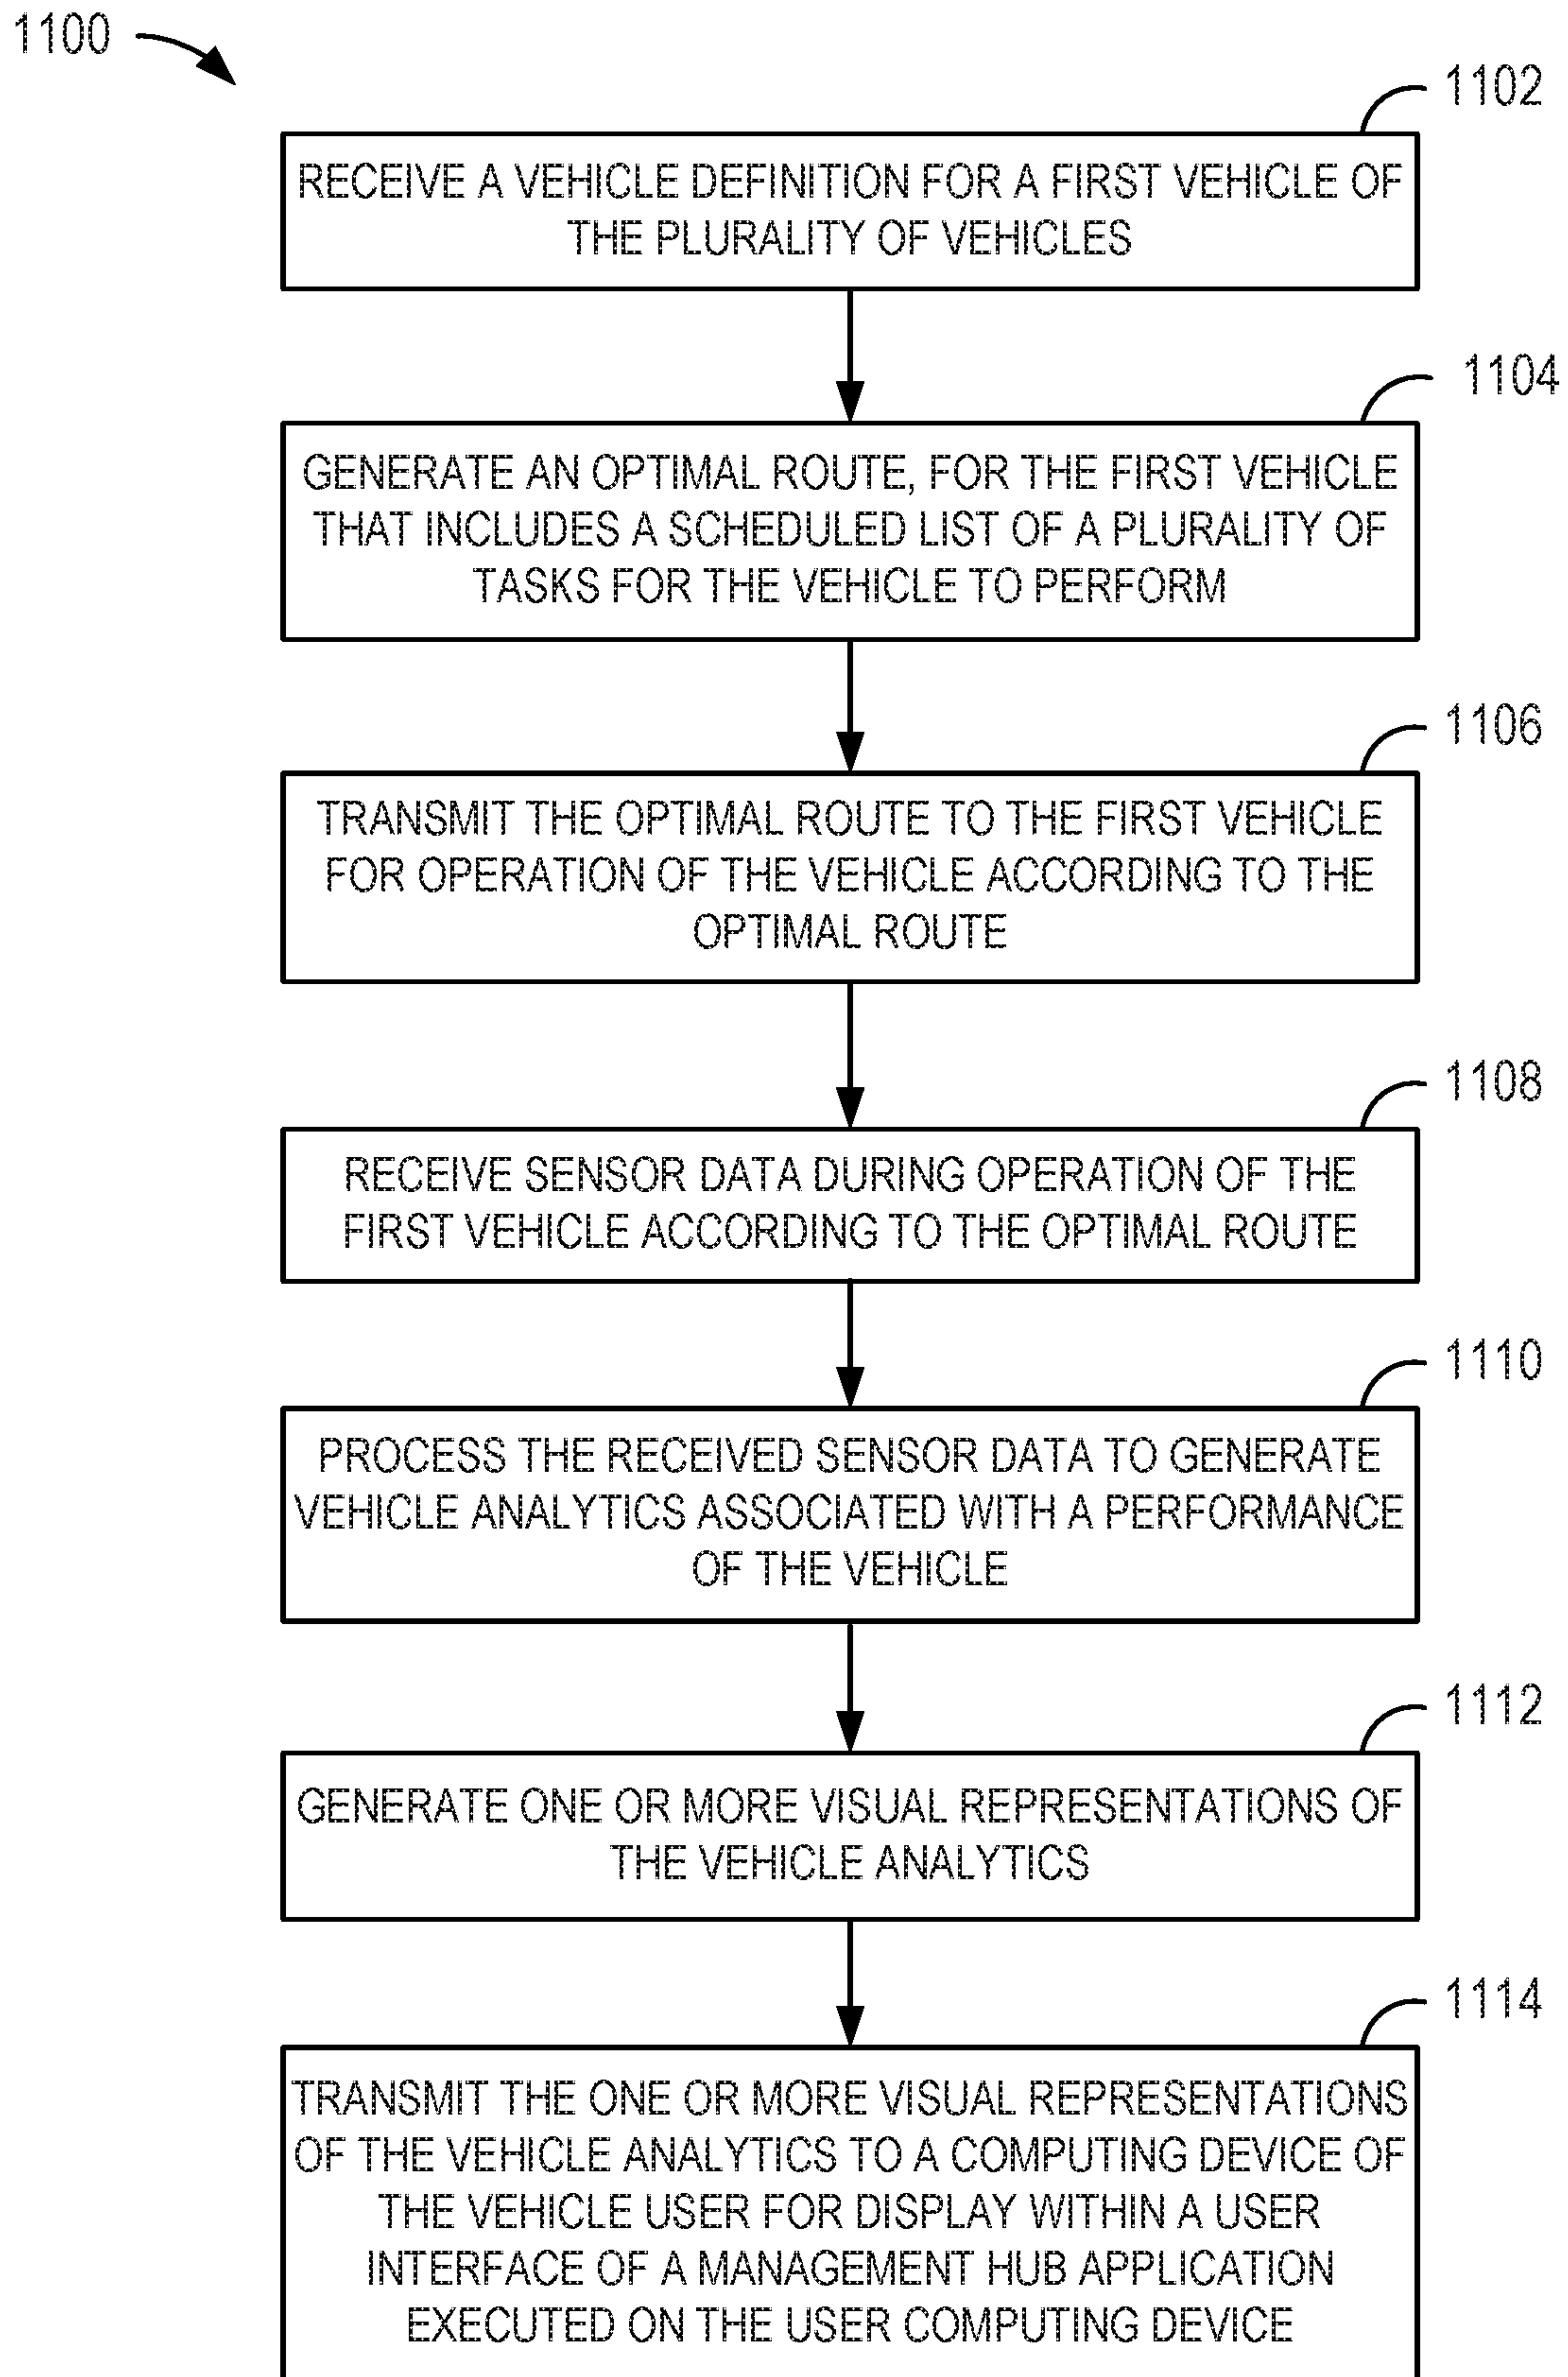 1100
1102
RECEIVE A VEHICLE DEFINITION FOR A FIRST VEHICLE OF
THE PLURALITY OF VEHICLES
1104
GENERATE AN OPTIMAL ROUTE, FOR THE FIRST VEHICLE
THAT INCLUDES A SCHEDULED LIST OF A PLURALITY OF
TASKS FOR THE VEHICLE TO PERFORM
1106
TRANSMIT THE OPTIMAL ROUTE TO THE FIRST VEHICLE
FOR OPERATION OF THE VEHICLE ACCORDING TO THE
OPTIMAL ROUTE
1108
RECEIVE SENSOR DATA DURING OPERATION OF THE
FIRST VEHICLE ACCORDING TO THE OPTIMAL ROUTE
1110
PROCESS THE RECEIVED SENSOR DATA TO GENERATE
VEHICLE ANALYTICS ASSOCIATED WITH A PERFORMANCE
OF THE VEHICLE
1112
GENERATE ONE OR MORE VISUAL REPRESENTATIONS OF
THE VEHICLE ANALYTICS
1114
TRANSMIT THE ONE OR MORE VISUAL REPRESENTATIONS
OF THE VEHICLE ANALYTICS TO A COMPUTING DEVICE OF
THE VEHICLE USER FOR DISPLAY WITHIN A USER
INTERFACE OF A MANAGEMENT HUB APPLICATION
EXECUTED ON THE USER COMPUTING DEVICE